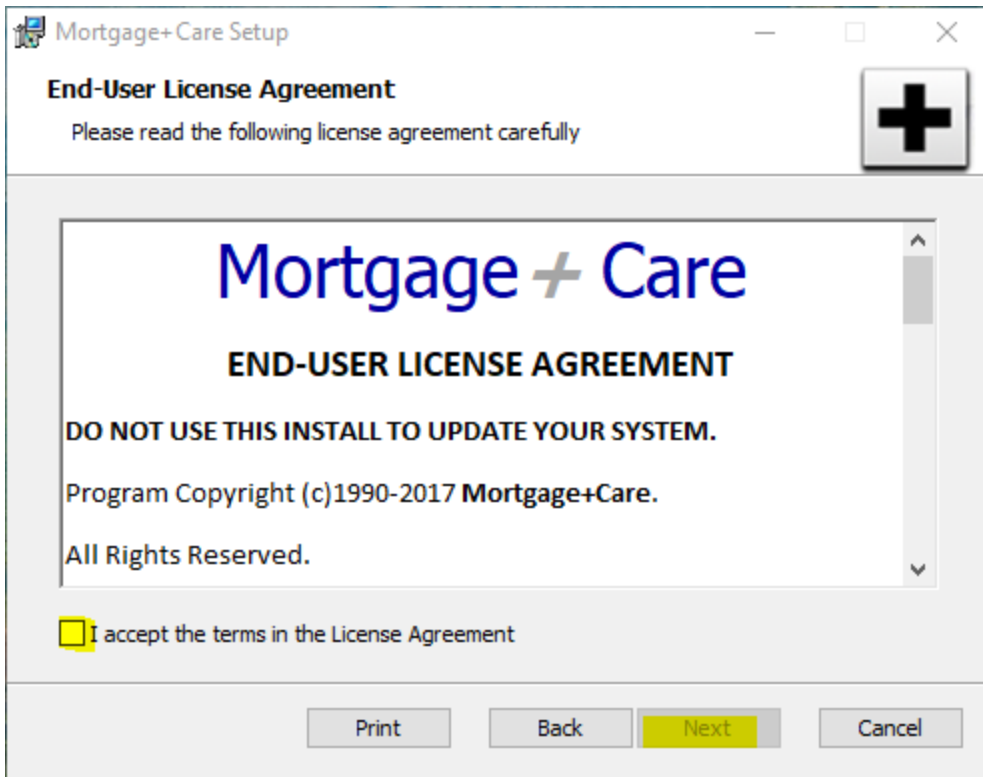 Mortgage+Care Setup
End-User License Agreement
Please read the following license agreement carefully
Mortgage + Care
END-USER LICENSE AGREEMENT
DO NOT USE THIS INSTALL TO UPDATE YOUR SYSTEM.
Program Copyright (c)1990-2017 Mortgage+Care.
All Rights Reserved.
I accept the terms in the License Agreement
Print Back Next Cancel